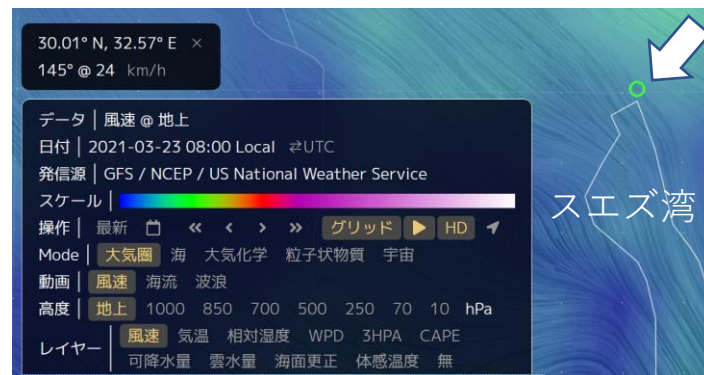 30.01° N, 32.57° E ×
145° @ 24 km/h
データ | 風速 @ 地上
日付 | 2021-03-23 08:00 Local ⇄UTC
発信源 | GFS / NCEP / US National Weather Service
スケール |
操作 | 最新 « ‹ › » グリッド ▶ HD
Mode | 大気圏 海 大気化学 粒子状物質 宇宙
動画 | 風速 海流 波浪
高度 | 地上 1000 850 700 500 250 70 10 hPa
レイヤー | 風速 気温 相対湿度 WPD 3HPA CAPE
可降水量 雲水量 海面更正 体感温度 無
スエズ湾